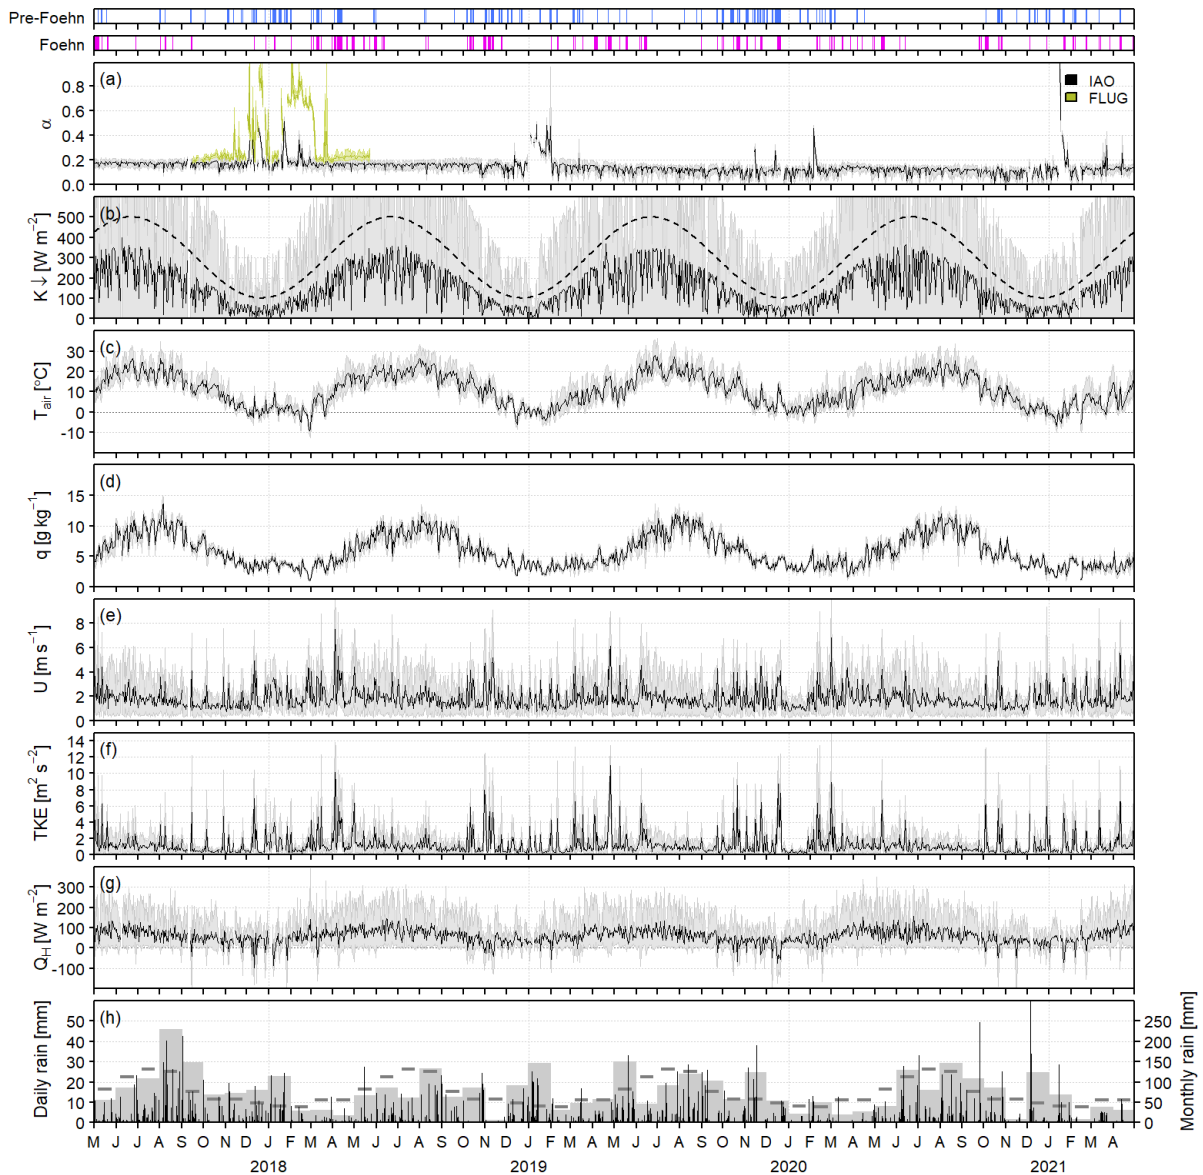 Pre-Foehn
Foehn
(a)
IAO
FLUG
α
0.8
0.6
0.4
0.2
0.0
(b)
K↓ [W m⁻²]
500
400
300
200
100
0
(c)
T_air [°C]
30
20
10
0
-10
(d)
q [g kg⁻¹]
15
10
5
0
(e)
U [m s⁻¹]
8
6
4
2
0
(f)
TKE [m² s⁻²]
14
12
10
8
6
4
2
0
(g)
Q_H [W m⁻²]
300
200
100
0
-100
(h)
Daily rain [mm]
50
40
30
20
10
0
250
200
150
100
50
0
Monthly rain [mm]
M J J A S O N D J F M A M J J A S O N D J F M A M J J A S O N D J F M A M J J A S O N D J F M A
2018 2019 2020 2021